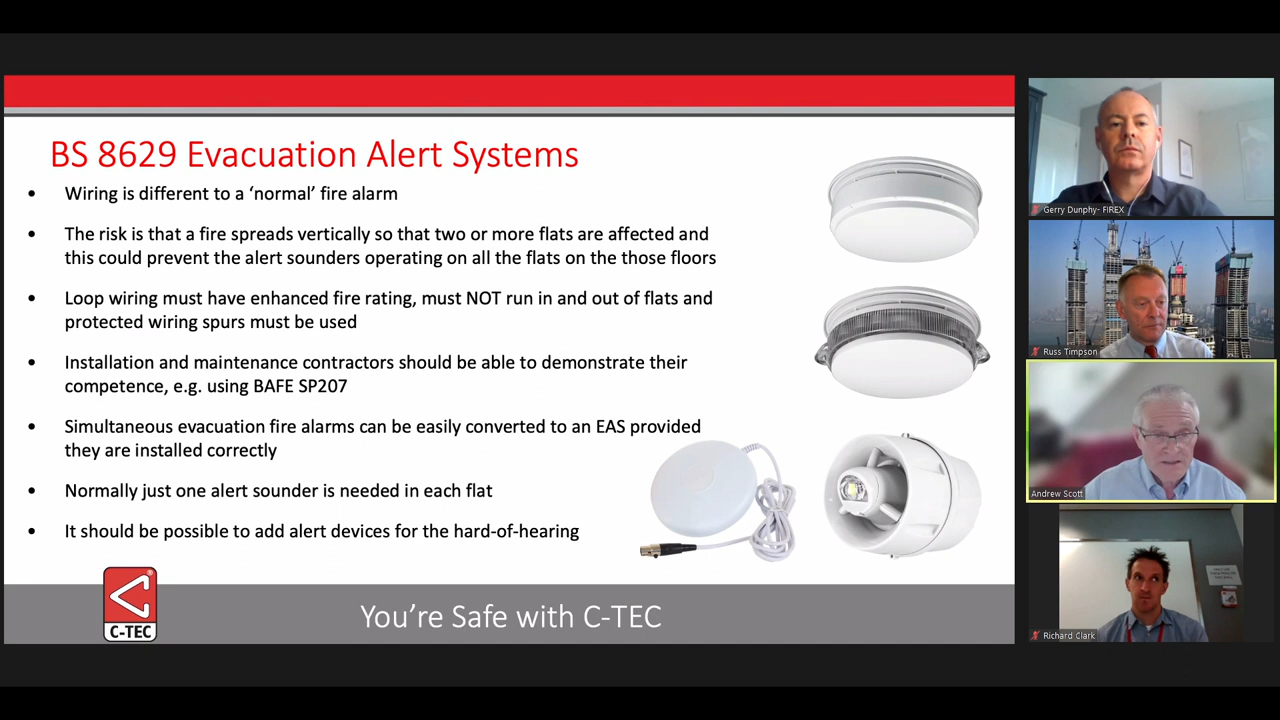 BS 8629 Evacuation Alert Systems
• Wiring is different to a ‘normal’ fire alarm
• The risk is that a fire spreads vertically so that two or more flats are affected and
this could prevent the alert sounders operating on all the flats on the those floors
• Loop wiring must have enhanced fire rating, must NOT run in and out of flats and
protected wiring spurs must be used
• Installation and maintenance contractors should be able to demonstrate their
competence, e.g. using BAFE SP207
• Simultaneous evacuation fire alarms can be easily converted to an EAS provided
they are installed correctly
• Normally just one alert sounder is needed in each flat
• It should be possible to add alert devices for the hard-of-hearing
C-TEC
®
You’re Safe with C-TEC
Gerry Dunphy- FIREX
Russ Timpson
Andrew Scott
Richard Clark